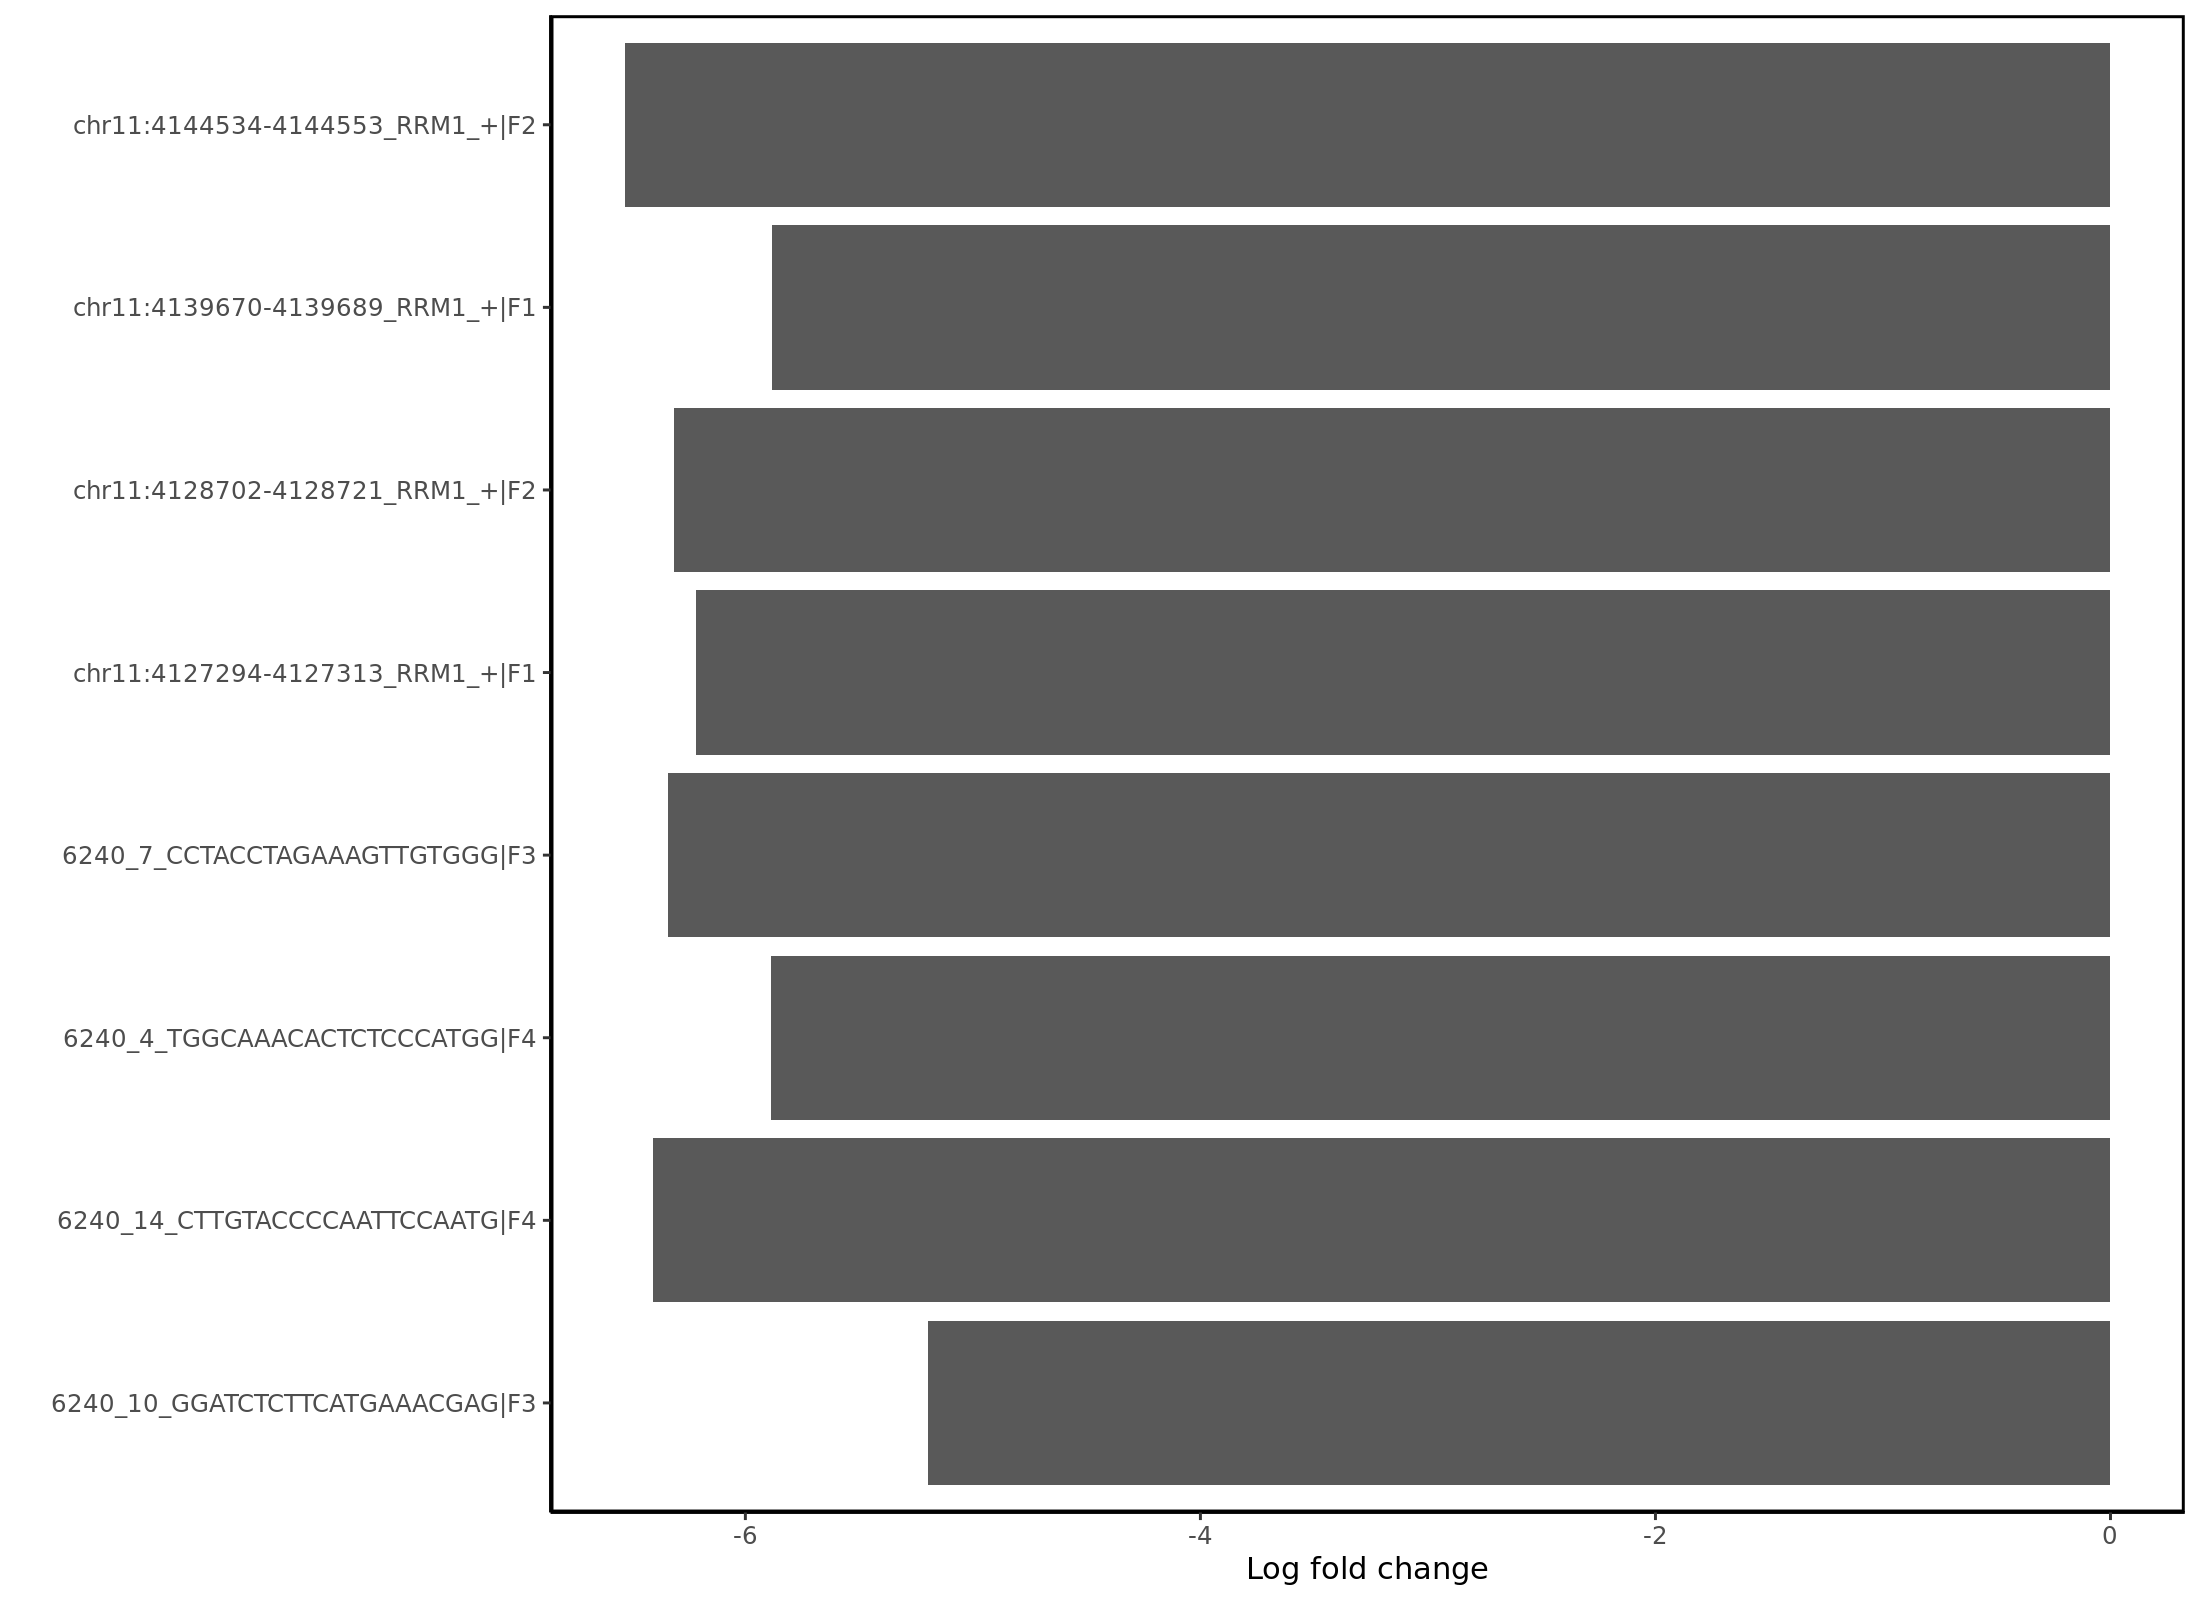 chr11:4144534-4144553_RRM1_+|F2
chr11:4139670-4139689_RRM1_+|F1
chr11:4128702-4128721_RRM1_+|F2
chr11:4127294-4127313_RRM1_+|F1
6240_7_CCTACCTAGAAAGTTGTGGG|F3
6240_4_TGGCAAACACTCTCCCATGG|F4
6240_14_CTTGTACCCCAATTCCAATG|F4
6240_10_GGATCTCTTCATGAAACGAG|F3
-6 -4 -2 0
Log fold change